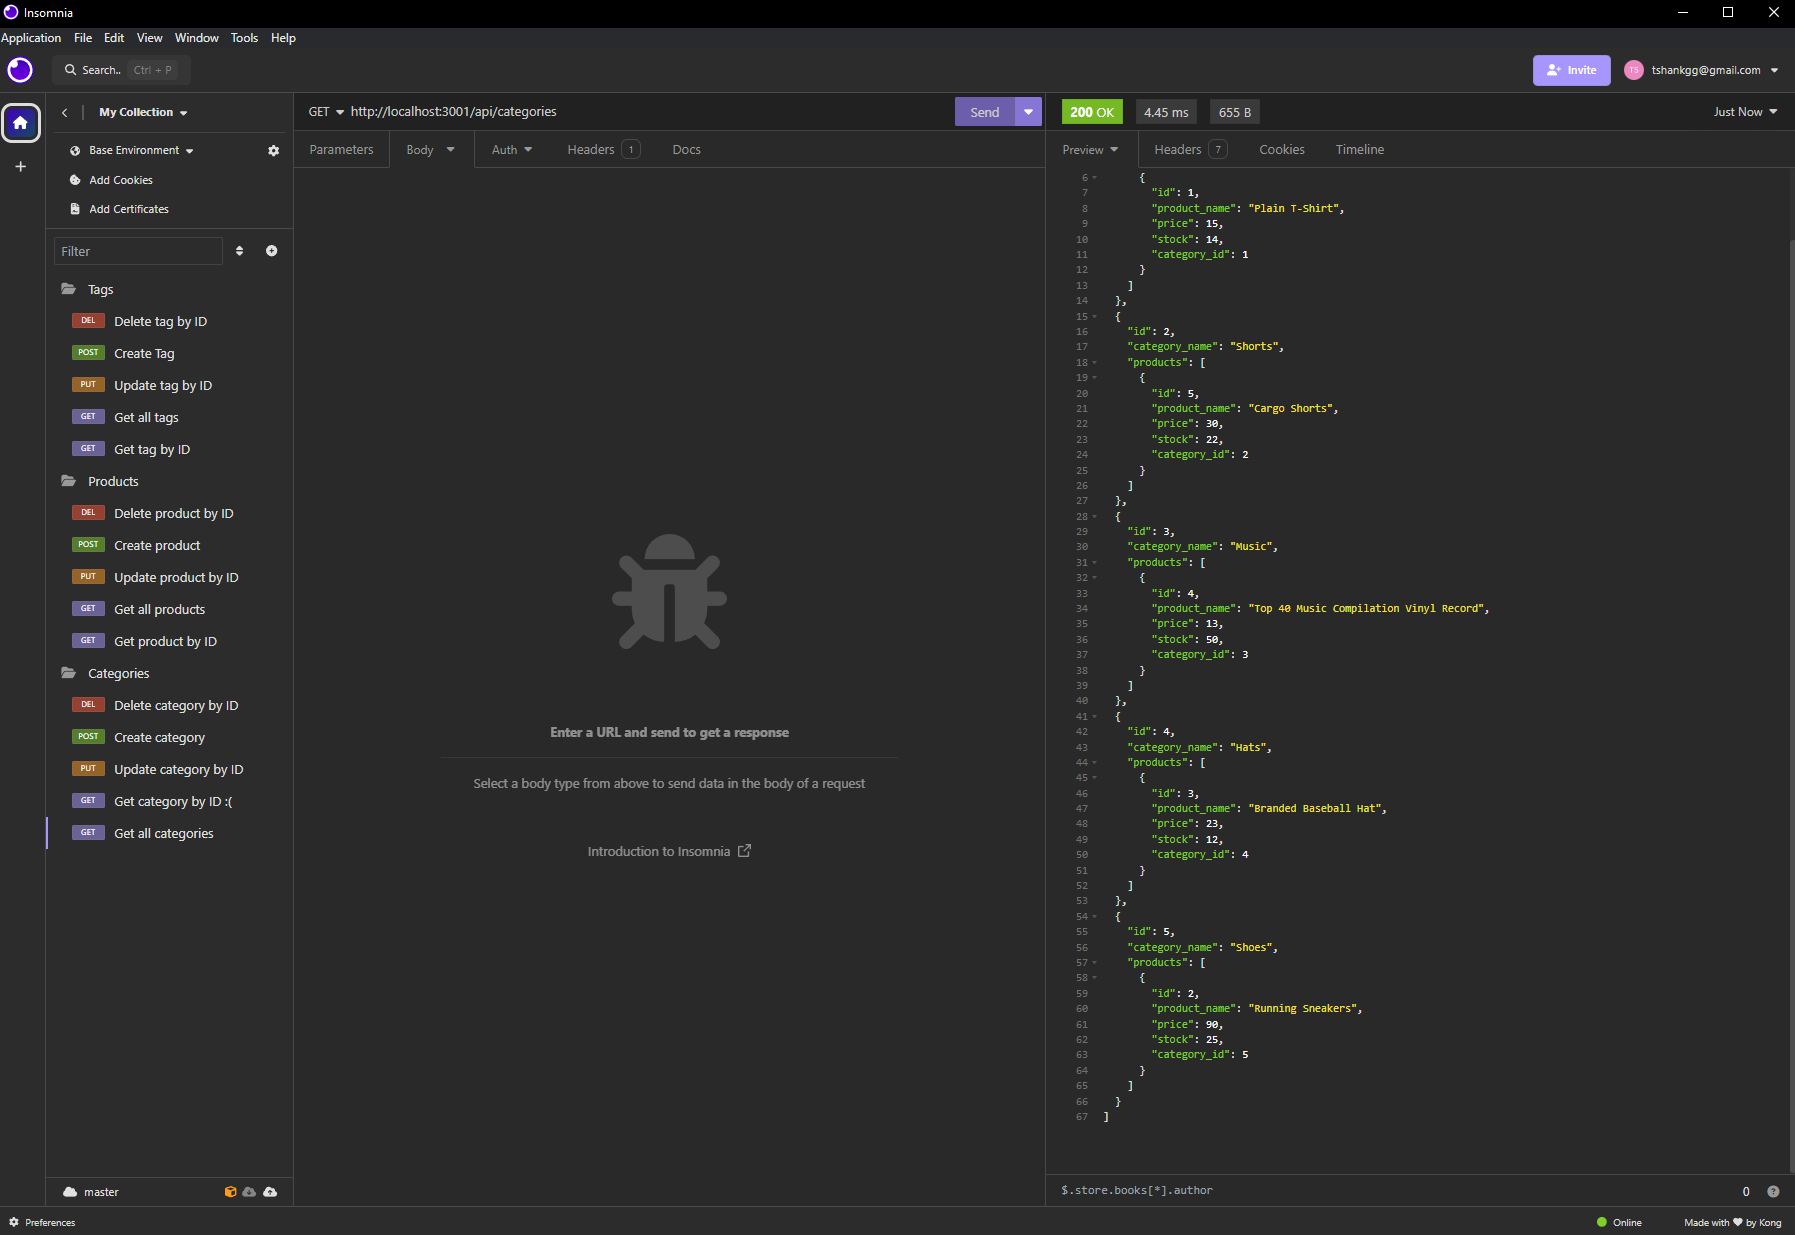 Insomnia
Application File Edit View Window Tools Help
Search.. Ctrl + P
Invite
TS tshankgg@gmail.com
My Collection
Base Environment
Add Cookies
Add Certificates
Filter
Tags
DEL Delete tag by ID
POST Create Tag
PUT Update tag by ID
GET Get all tags
GET Get tag by ID
Products
DEL Delete product by ID
POST Create product
PUT Update product by ID
GET Get all products
GET Get product by ID
Categories
DEL Delete category by ID
POST Create category
PUT Update category by ID
GET Get category by ID :(
GET Get all categories
master
GET http://localhost:3001/api/categories Send
Parameters Body Auth Headers 1 Docs
Enter a URL and send to get a response
Select a body type from above to send data in the body of a request
Introduction to Insomnia
200 OK 4.45 ms 655 B Just Now
Preview Headers 7 Cookies Timeline
6 {
7 "id": 1,
8 "product_name": "Plain T-Shirt",
9 "price": 15,
10 "stock": 14,
11 "category_id": 1
12 }
13 ]
14 },
15 {
16 "id": 2,
17 "category_name": "Shorts",
18 "products": [
19 {
20 "id": 5,
21 "product_name": "Cargo Shorts",
22 "price": 30,
23 "stock": 22,
24 "category_id": 2
25 }
26 ]
27 },
28 {
29 "id": 3,
30 "category_name": "Music",
31 "products": [
32 {
33 "id": 4,
34 "product_name": "Top 40 Music Compilation Vinyl Record",
35 "price": 13,
36 "stock": 50,
37 "category_id": 3
38 }
39 ]
40 },
41 {
42 "id": 4,
43 "category_name": "Hats",
44 "products": [
45 {
46 "id": 3,
47 "product_name": "Branded Baseball Hat",
48 "price": 23,
49 "stock": 12,
50 "category_id": 4
51 }
52 ]
53 },
54 {
55 "id": 5,
56 "category_name": "Shoes",
57 "products": [
58 {
59 "id": 2,
60 "product_name": "Running Sneakers",
61 "price": 90,
62 "stock": 25,
63 "category_id": 5
64 }
65 ]
66 }
67 ]
$.store.books[*].author 0
Preferences
Online Made with ♥ by Kong